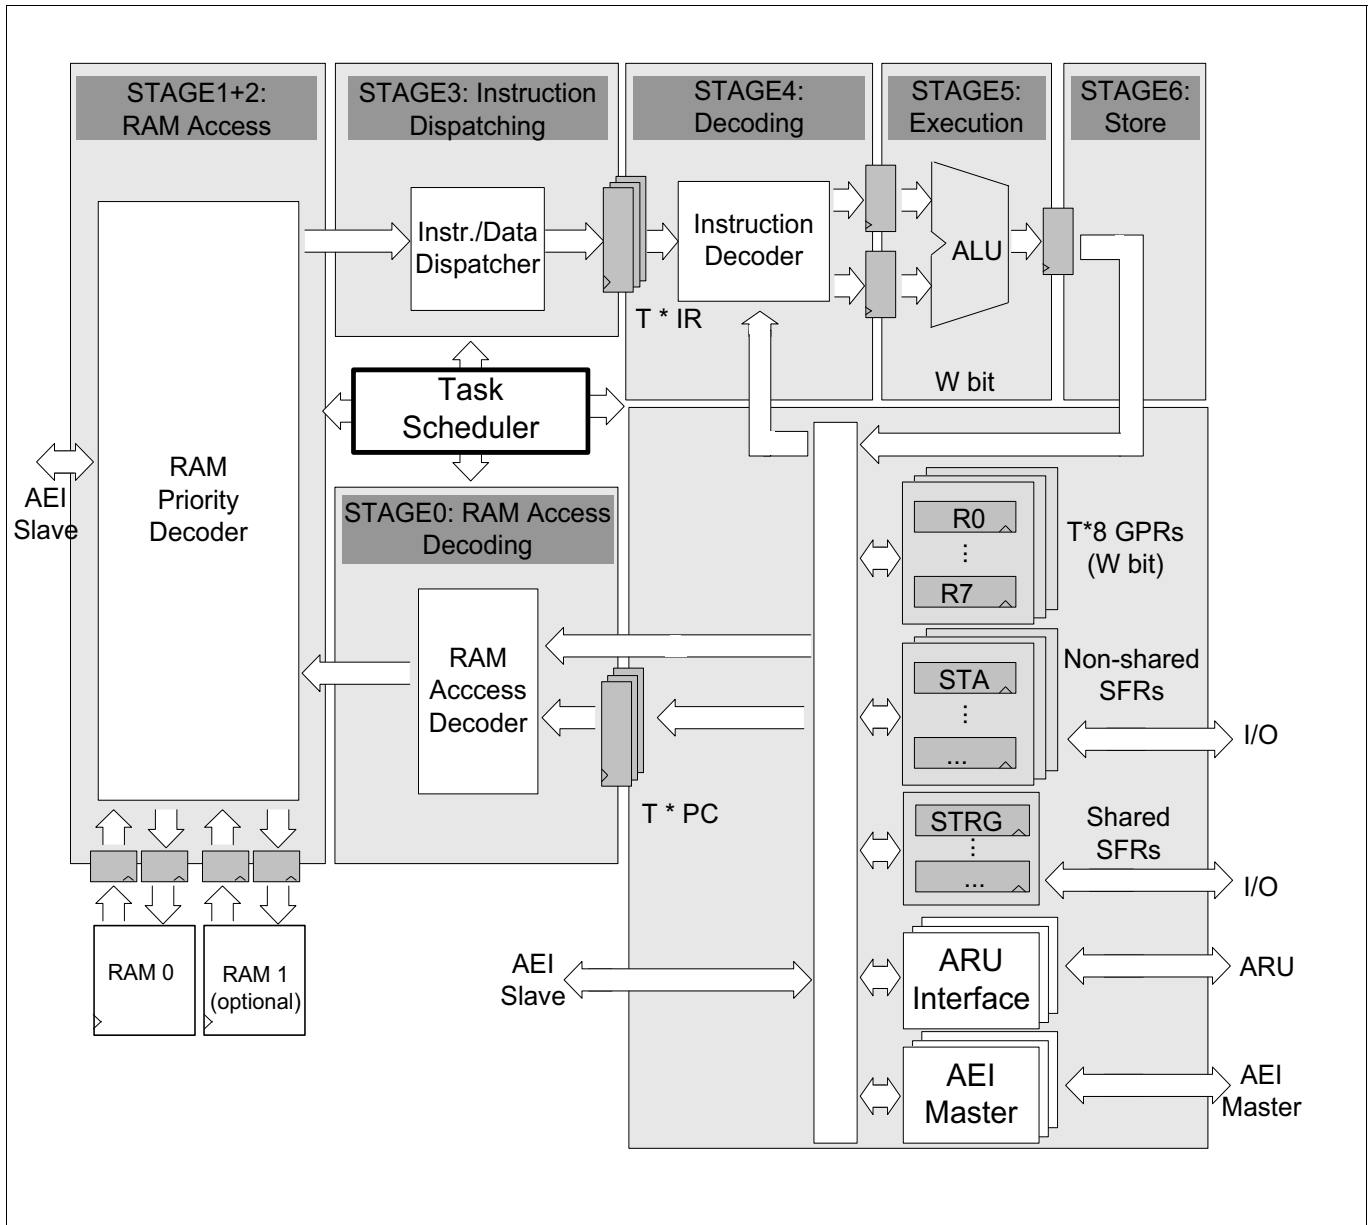 STAGE1+2:
RAM Access
STAGE3: Instruction
Dispatching
STAGE4:
Decoding
STAGE5:
Execution
STAGE6:
Store
Instr./Data
Dispatcher
Instruction
Decoder
ALU
T * IR
W bit
Task
Scheduler
RAM
Priority
Decoder
AEI
Slave
STAGE0: RAM Access
Decoding
RAM
Acccess
Decoder
T * PC
R0
⋮
R7
T*8 GPRs
(W bit)
STA
⋮
...
Non-shared
SFRs
I/O
STRG
⋮
...
Shared
SFRs
I/O
RAM 0
RAM 1
(optional)
AEI
Slave
ARU
Interface
ARU
AEI
Master
AEI
Master